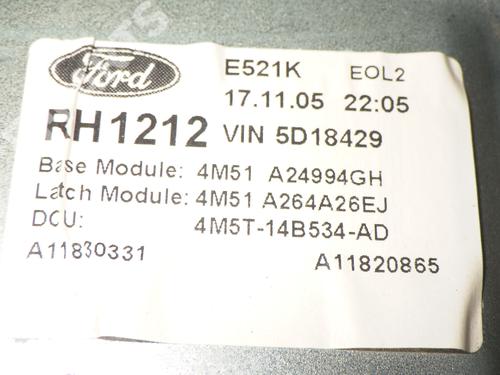 Ford
E521K EOL2
17.11.05 22:05
RH1212 VIN 5D18429
Base Module: 4M51 A24994GH
Latch Module: 4M51 A264A26EJ
DCU: 4M5T-14B534-AD
A11830331 A11820865